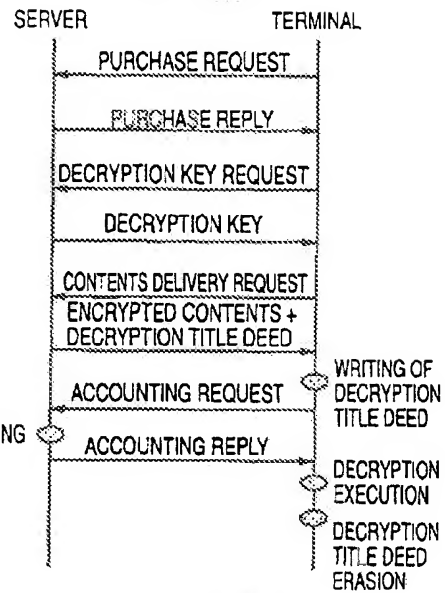 SERVER TERMINAL
PURCHASE REQUEST
PURCHASE REPLY
DECRYPTION KEY REQUEST
DECRYPTION KEY
CONTENTS DELIVERY REQUEST
ENCRYPTED CONTENTS +
DECRYPTION TITLE DEED
WRITING OF
DECRYPTION
TITLE DEED
ACCOUNTING REQUEST
NG
ACCOUNTING REPLY
DECRYPTION
EXECUTION
DECRYPTION
TITLE DEED
ERASION